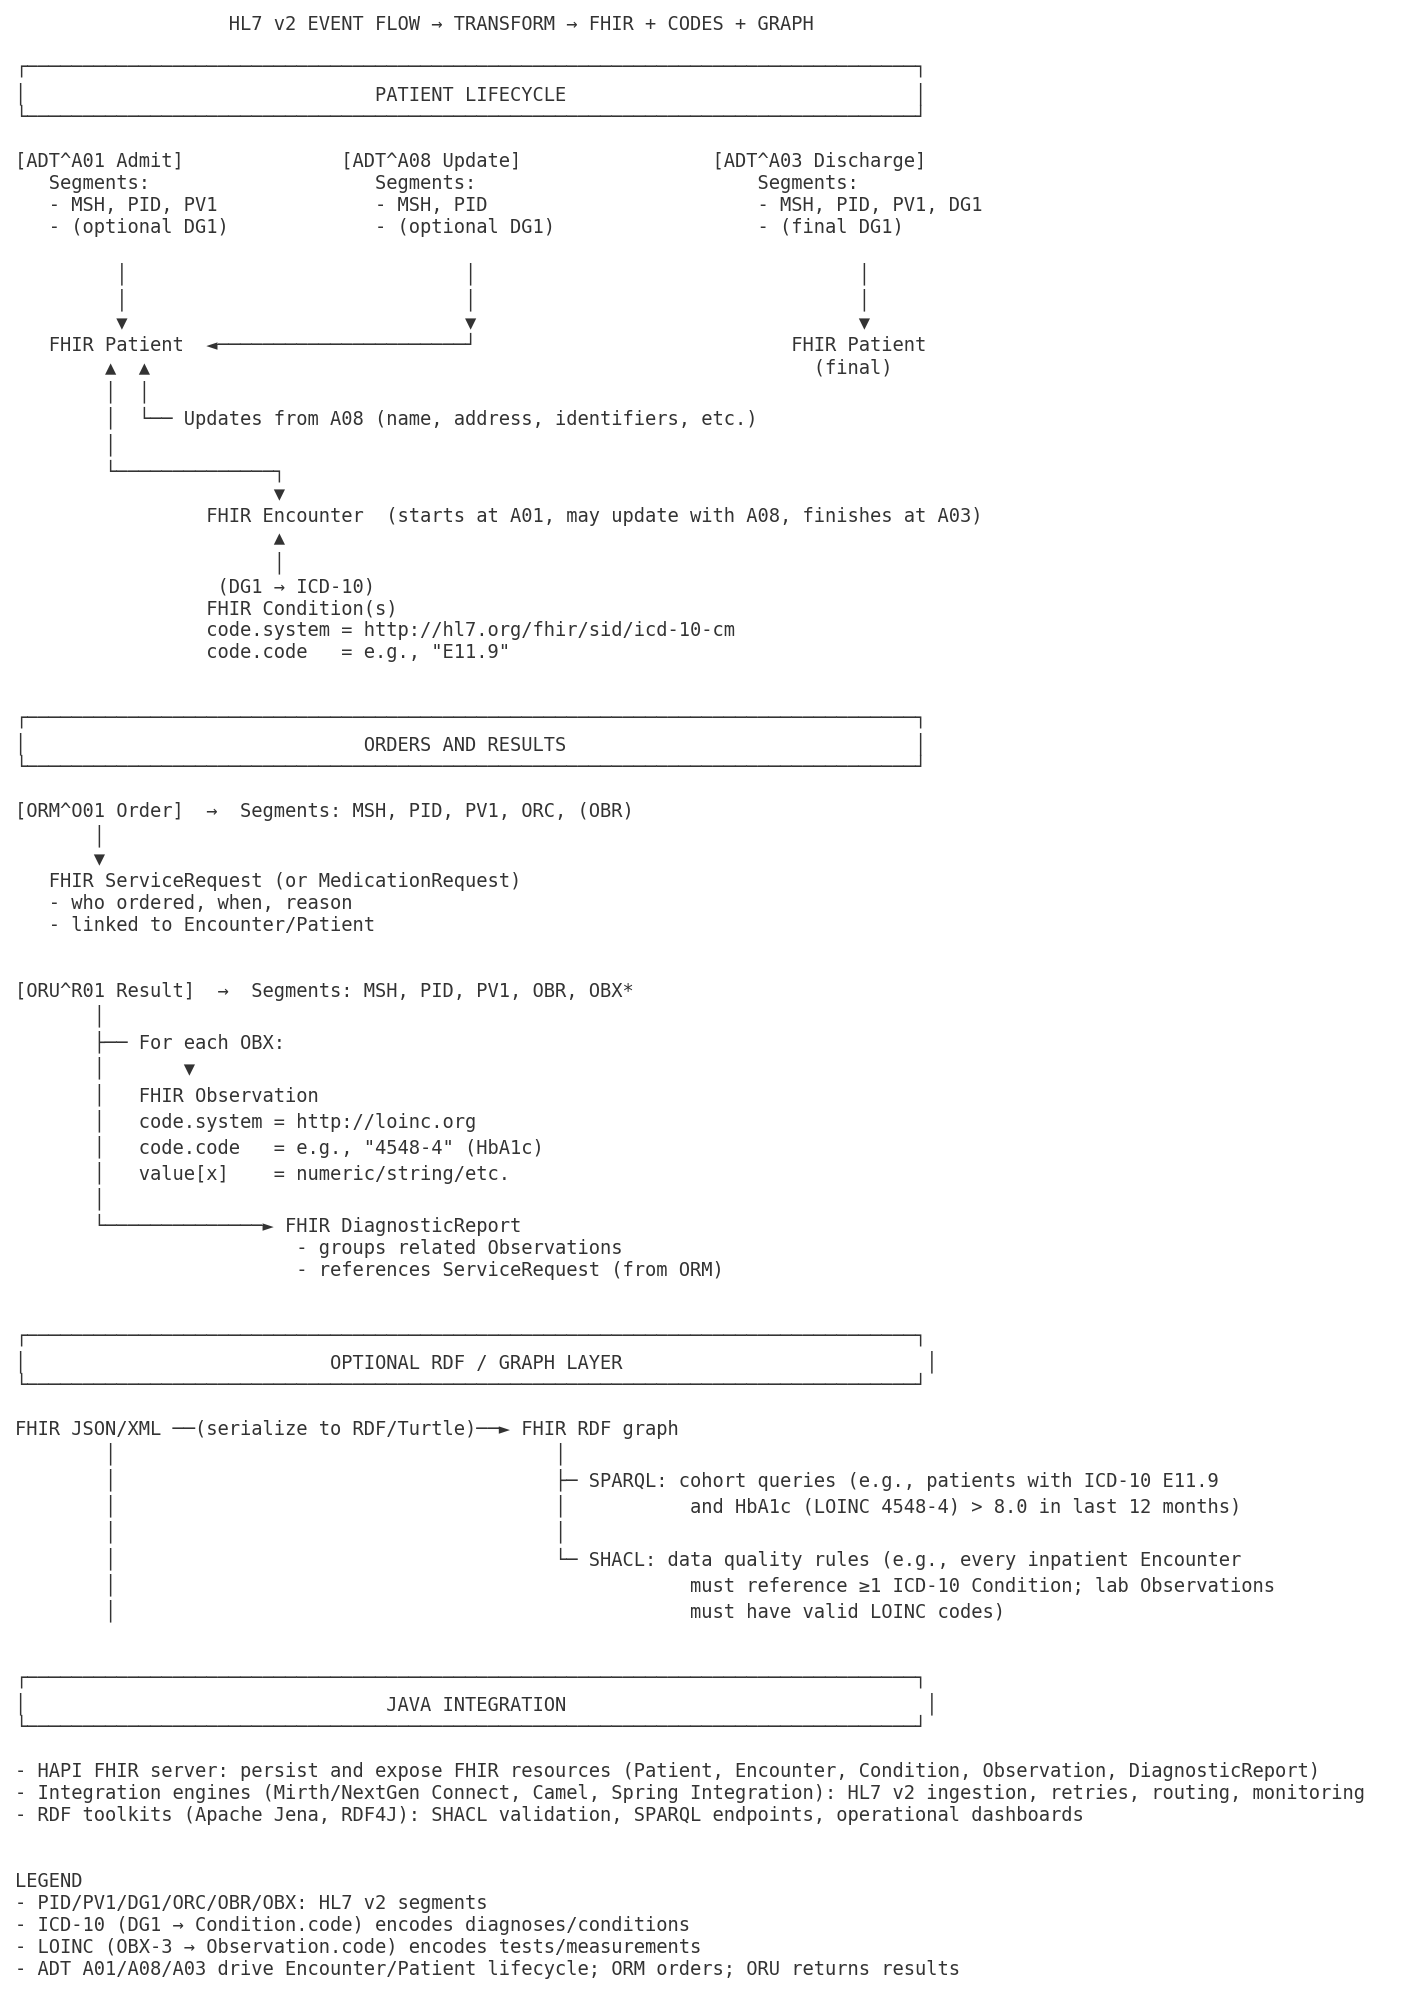 HL7 v2 EVENT FLOW → TRANSFORM → FHIR + CODES + GRAPH
PATIENT LIFECYCLE
[ADT^A01 Admit] [ADT^A08 Update] [ADT^A03 Discharge]
Segments: Segments: Segments:
- MSH, PID, PV1 - MSH, PID - MSH, PID, PV1, DG1
- (optional DG1) - (optional DG1) - (final DG1)
FHIR Patient FHIR Patient
(final)
Updates from A08 (name, address, identifiers, etc.)
FHIR Encounter (starts at A01, may update with A08, finishes at A03)
(DG1 → ICD-10)
FHIR Condition(s)
code.system = http://hl7.org/fhir/sid/icd-10-cm
code.code = e.g., "E11.9"
ORDERS AND RESULTS
[ORM^O01 Order] → Segments: MSH, PID, PV1, ORC, (OBR)
FHIR ServiceRequest (or MedicationRequest)
- who ordered, when, reason
- linked to Encounter/Patient
[ORU^R01 Result] → Segments: MSH, PID, PV1, OBR, OBX*
For each OBX:
FHIR Observation
code.system = http://loinc.org
code.code = e.g., "4548-4" (HbA1c)
value[x] = numeric/string/etc.
FHIR DiagnosticReport
- groups related Observations
- references ServiceRequest (from ORM)
OPTIONAL RDF / GRAPH LAYER
FHIR JSON/XML ──(serialize to RDF/Turtle)──► FHIR RDF graph
SPARQL: cohort queries (e.g., patients with ICD-10 E11.9
and HbA1c (LOINC 4548-4) > 8.0 in last 12 months)
SHACL: data quality rules (e.g., every inpatient Encounter
must reference ≥1 ICD-10 Condition; lab Observations
must have valid LOINC codes)
JAVA INTEGRATION
- HAPI FHIR server: persist and expose FHIR resources (Patient, Encounter, Condition, Observation, DiagnosticReport)
- Integration engines (Mirth/NextGen Connect, Camel, Spring Integration): HL7 v2 ingestion, retries, routing, monitoring
- RDF toolkits (Apache Jena, RDF4J): SHACL validation, SPARQL endpoints, operational dashboards
LEGEND
- PID/PV1/DG1/ORC/OBR/OBX: HL7 v2 segments
- ICD-10 (DG1 → Condition.code) encodes diagnoses/conditions
- LOINC (OBX-3 → Observation.code) encodes tests/measurements
- ADT A01/A08/A03 drive Encounter/Patient lifecycle; ORM orders; ORU returns results